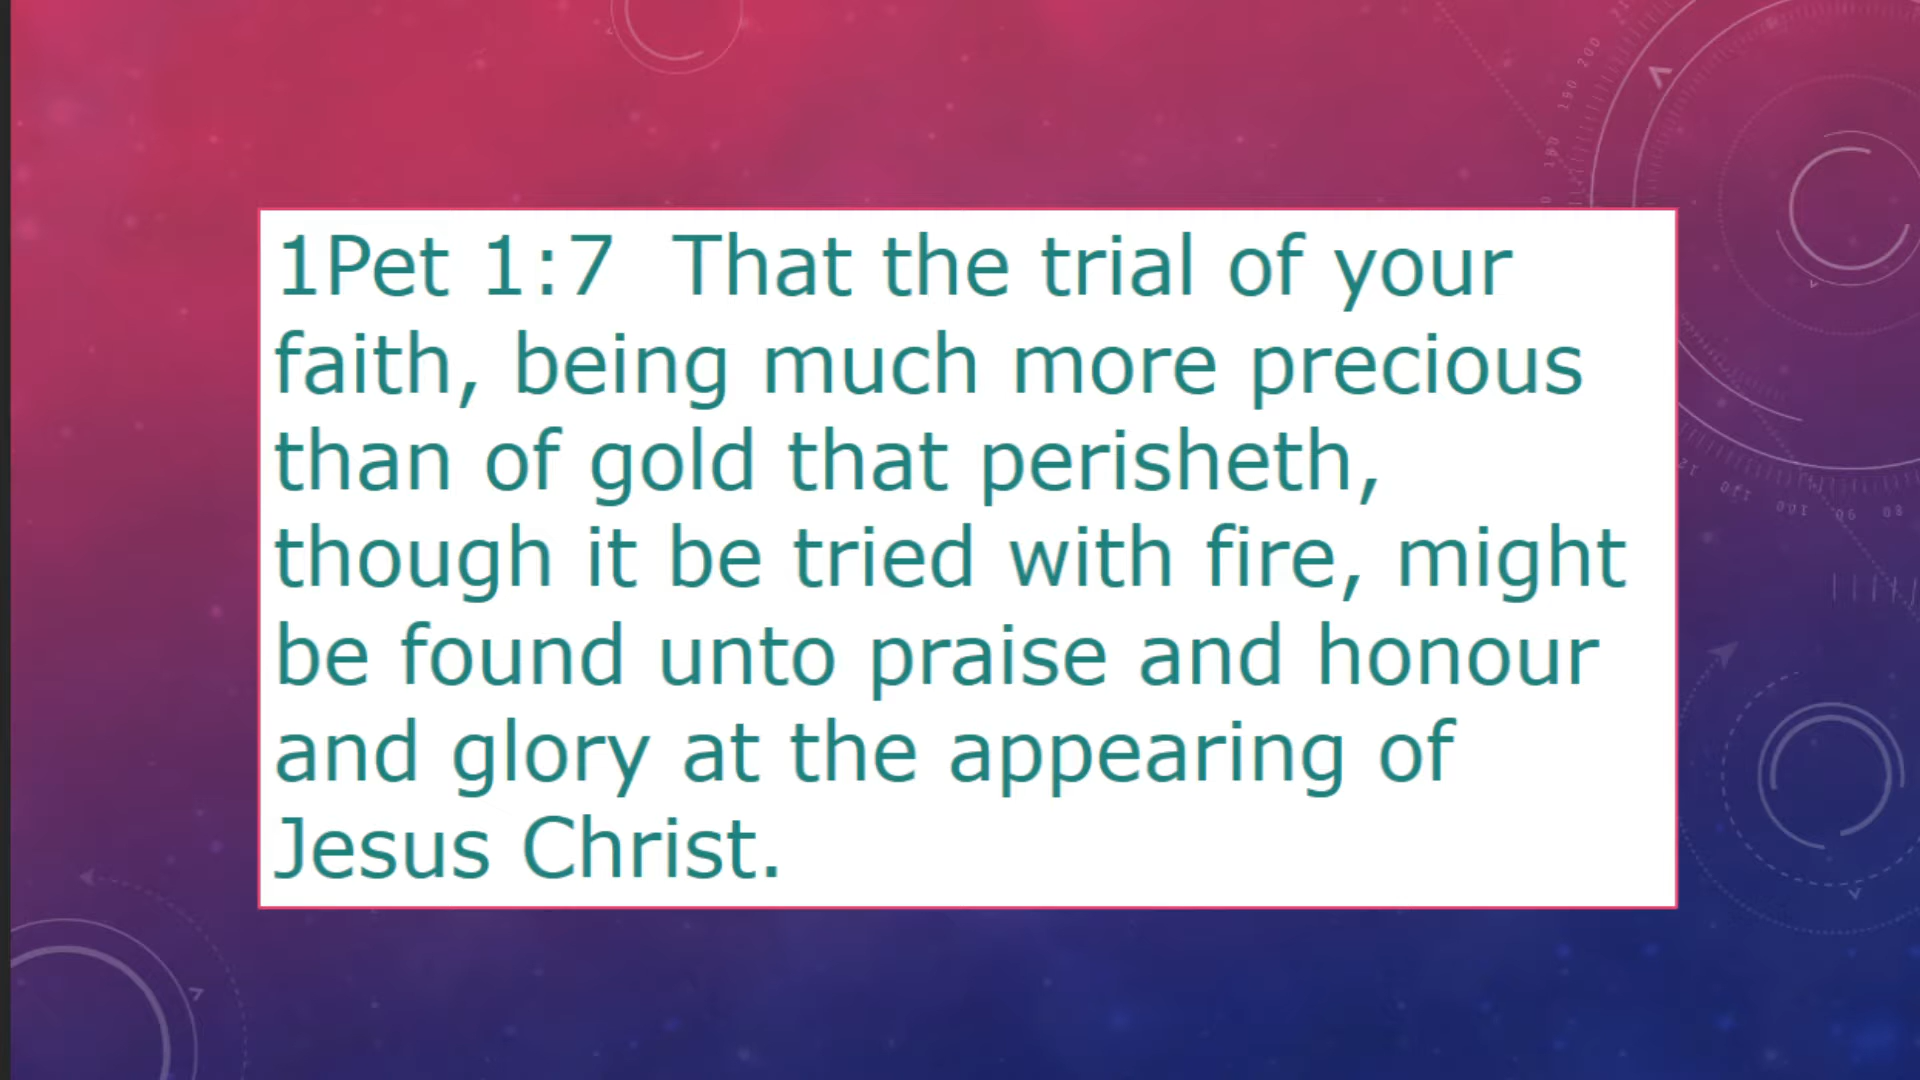 1Pet 1:7  That the trial of your
faith, being much more precious
than of gold that perisheth,
though it be tried with fire, might
be found unto praise and honour
and glory at the appearing of
Jesus Christ.